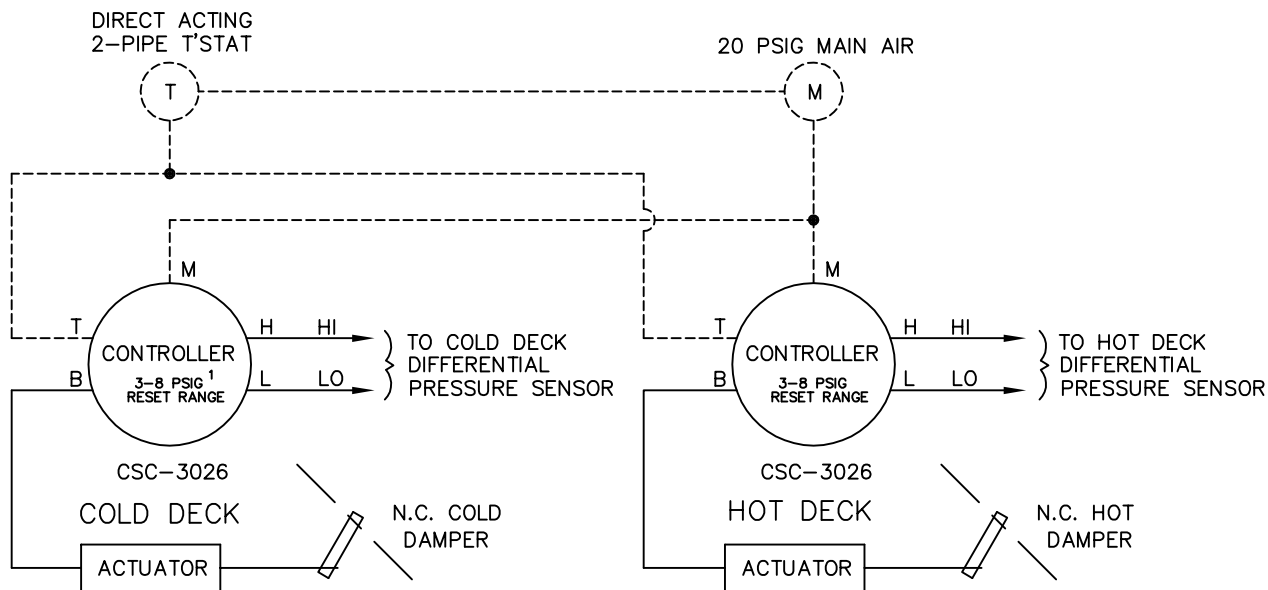 DIRECT ACTING
2-PIPE T'STAT
20 PSIG MAIN AIR
T
M
M
M
T
H
HI
TO COLD DECK
DIFFERENTIAL
PRESSURE SENSOR
CONTROLLER
3-8 PSIG 1
RESET RANGE
B
L
LO
T
H
HI
TO HOT DECK
DIFFERENTIAL
PRESSURE SENSOR
CONTROLLER
3-8 PSIG
RESET RANGE
B
L
LO
CSC-3026
CSC-3026
COLD DECK
N.C. COLD
DAMPER
HOT DECK
N.C. HOT
DAMPER
ACTUATOR
ACTUATOR